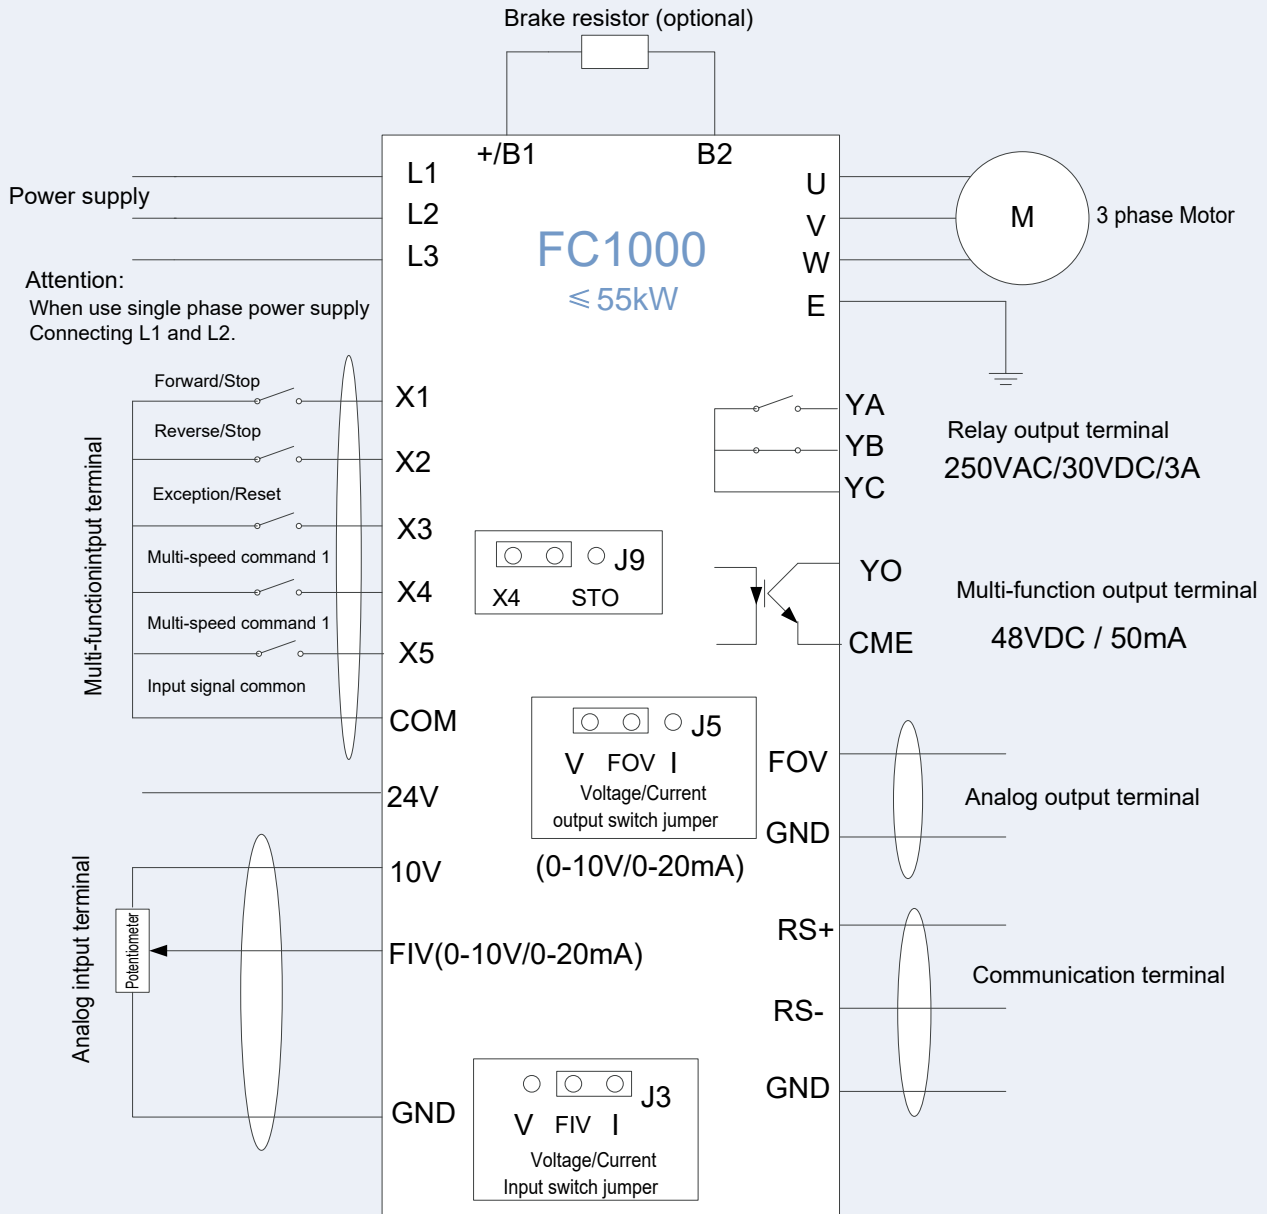 Brake resistor (optional)
+/B1
B2
L1
L2
L3
Power supply
FC1000
≤ 55kW
U
V
W
E
M
3 phase Motor
Attention:
When use single phase power supply
Connecting L1 and L2.
Multi-functionintput terminal
Forward/Stop
X1
Reverse/Stop
X2
Exception/Reset
X3
Multi-speed command 1
X4
Multi-speed command 1
X5
Input signal common
COM
24V
YA
YB
YC
Relay output terminal
250VAC/30VDC/3A
J9
X4
STO
YO
CME
Multi-function output terminal
48VDC / 50mA
J5
V FOV I
Voltage/Current
output switch jumper
(0-10V/0-20mA)
FOV
GND
Analog output terminal
Analog intput terminal
Potentiometer
10V
FIV(0-10V/0-20mA)
GND
RS+
RS-
GND
Communication terminal
J3
V FIV I
Voltage/Current
Input switch jumper